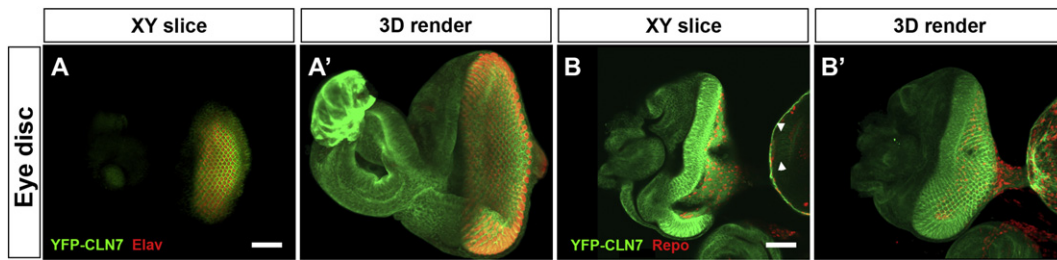 XY slice
3D render
XY slice
3D render
Eye disc
A
A'
B
B'
YFP-CLN7 Elav
YFP-CLN7 Repo